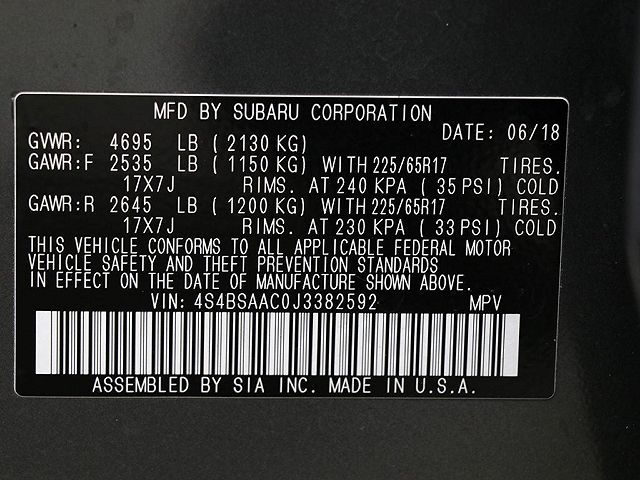 MFD BY SUBARU CORPORATION
DATE: 06/18
GVWR: 4695 LB ( 2130 KG)
GAWR:F 2535 LB ( 1150 KG) WITH 225/65R17 TIRES.
17X7J RIMS. AT 240 KPA ( 35 PSI) COLD
GAWR:R 2645 LB ( 1200 KG) WITH 225/65R17 TIRES.
17X7J RIMS. AT 230 KPA ( 33 PSI) COLD
THIS VEHICLE CONFORMS TO ALL APPLICABLE FEDERAL MOTOR
VEHICLE SAFETY AND THEFT PREVENTION STANDARDS
IN EFFECT ON THE DATE OF MANUFACTURE SHOWN ABOVE.
VIN: 4S4BSAAC0J3382592 MPV
ASSEMBLED BY SIA INC. MADE IN U.S.A.